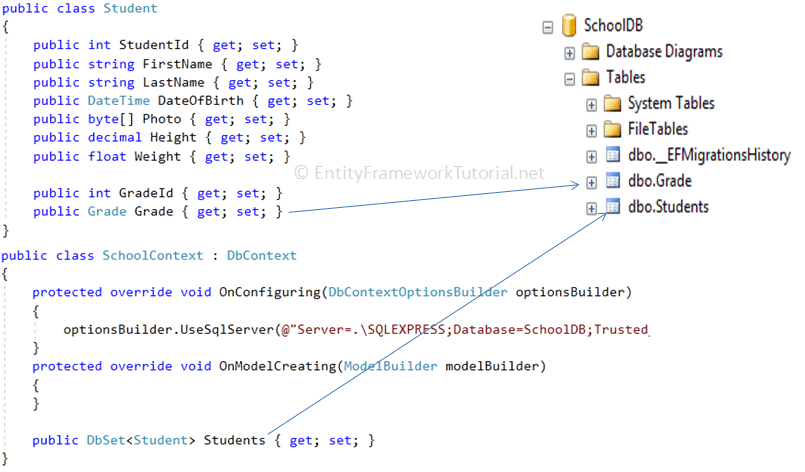 public class Student
{
public int StudentId { get; set; }
public string FirstName { get; set; }
public string LastName { get; set; }
public DateTime DateOfBirth { get; set; }
public byte[] Photo { get; set; }
public decimal Height { get; set; }
public float Weight { get; set; }
© EntityFrameworkTutorial.net
public int GradeId { get; set; }
public Grade Grade { get; set; }
}
public class SchoolContext : DbContext
{
protected override void OnConfiguring(DbContextOptionsBuilder optionsBuilder)
{
optionsBuilder.UseSqlServer(@"Server=.\SQLEXPRESS;Database=SchoolDB;Trusted_
}
protected override void OnModelCreating(ModelBuilder modelBuilder)
{
}
public DbSet<Student> Students { get; set; }
}
SchoolDB
Database Diagrams
Tables
System Tables
FileTables
dbo.__EFMigrationsHistory
dbo.Grade
dbo.Students